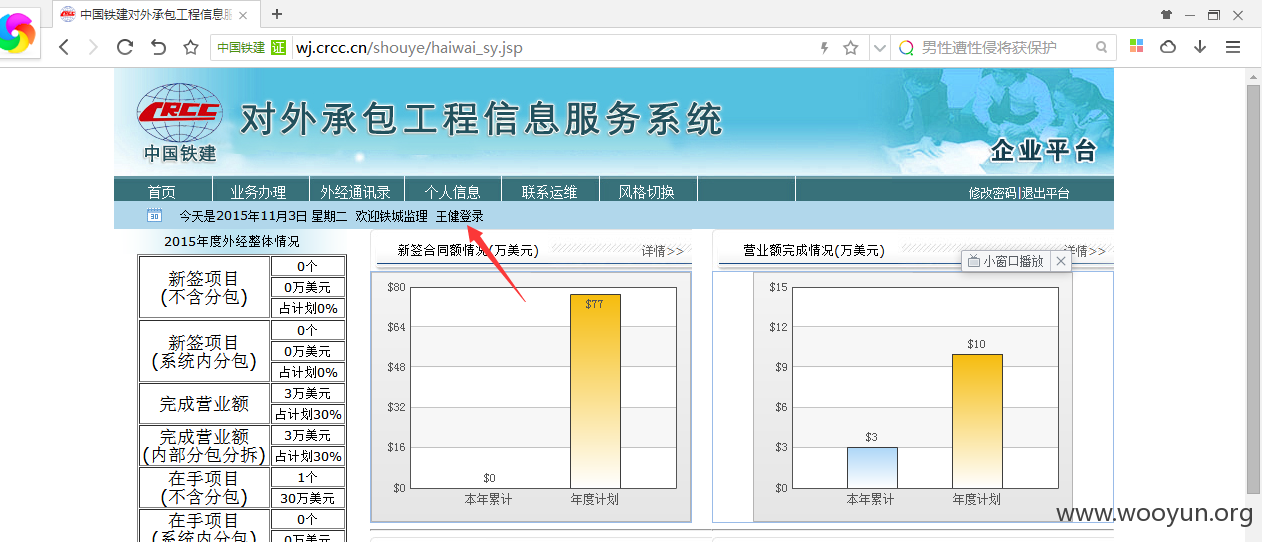 中国铁建对外承包工程信息服
中国铁建 证 wj.crcc.cn/shouye/haiwai_sy.jsp 男性遭性侵将获保护
CRCC
中国铁建
对外承包工程信息服务系统
企业平台
首页 业务办理 外经通讯录 个人信息 联系运维 风格切换 修改密码|退出平台
30 今天是2015年11月3日 星期二 欢迎铁城监理 王健登录
2015年度外经整体情况
新签项目
(不含分包)
0个
0万美元
占计划0%
新签项目
(系统内分包)
0个
0万美元
占计划0%
完成营业额
3万美元
占计划30%
完成营业额
(内部分包分拆)
3万美元
占计划30%
在手项目
(不含分包)
1个
30万美元
在手项目
(系统内分包)
0个
0万美元
新签合同额情况(万美元) 详情>>
$80
$64
$48
$32
$16
$0
$77
$0
本年累计 年度计划
营业额完成情况(万美元) 详情>>
小窗口播放
$15
$12
$9
$6
$3
$0
$10
$3
本年累计 年度计划
www.wooyun.org